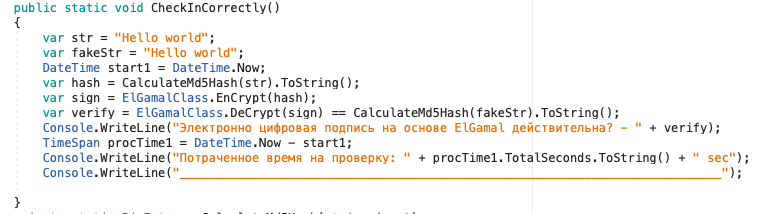 public static void CheckInCorrectly()
{
var str = "Hello world";
var fakeStr = "Hello world";
DateTime start1 = DateTime.Now;
var hash = CalculateMd5Hash(str).ToString();
var sign = ElGamalClass.EnCrypt(hash);
var verify = ElGamalClass.DeCrypt(sign) == CalculateMd5Hash(fakeStr).ToString();
Console.WriteLine("Электронно цифровая подпись на основе ElGamal действительна? - " + verify);
TimeSpan procTime1 = DateTime.Now - start1;
Console.WriteLine("Потраченное время на проверку: " + procTime1.TotalSeconds.ToString() + " sec");
Console.WriteLine("________________________________________________________________________");
}